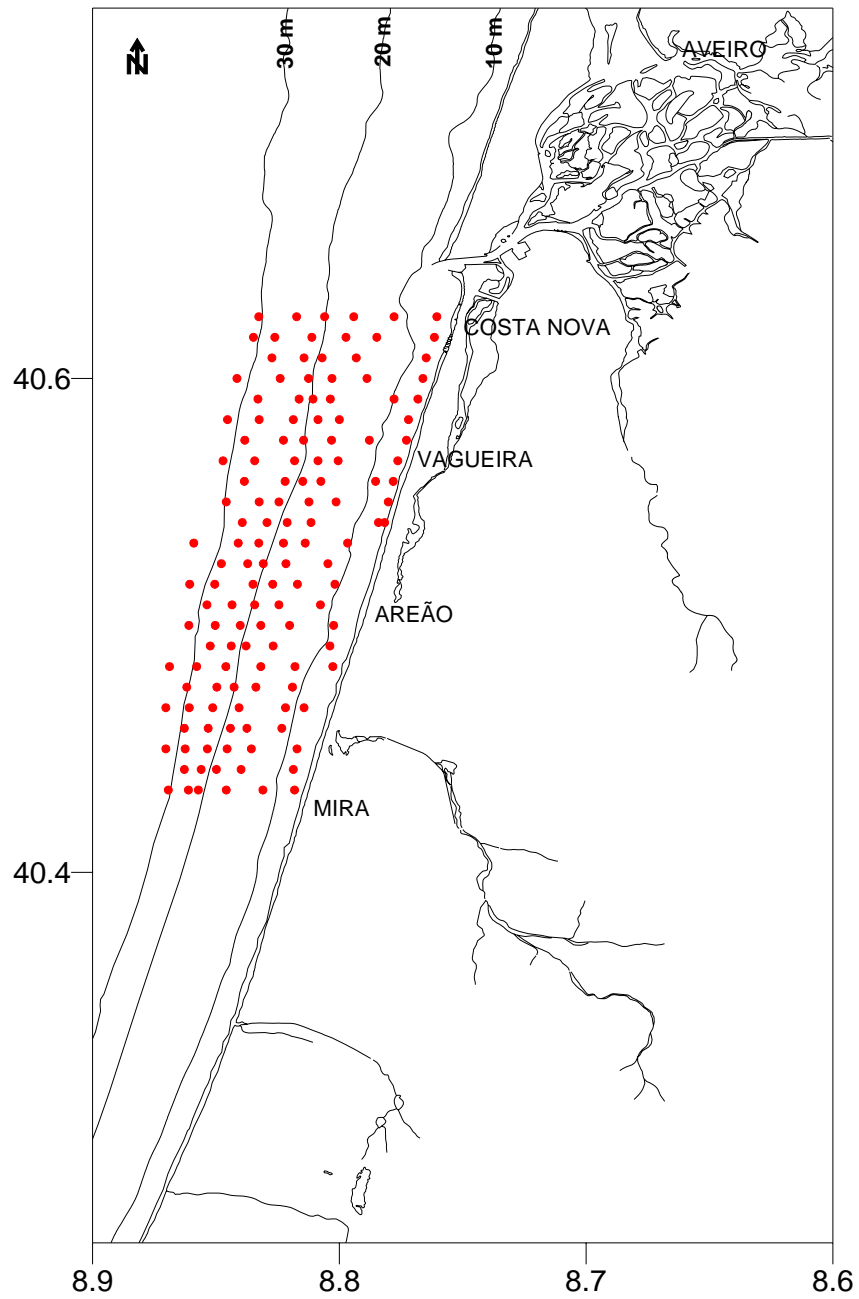 N
30 m
20 m
10 m
AVEIRO
COSTA NOVA
40.6
VAGUEIRA
AREÃO
MIRA
40.4
8.9
8.8
8.7
8.6